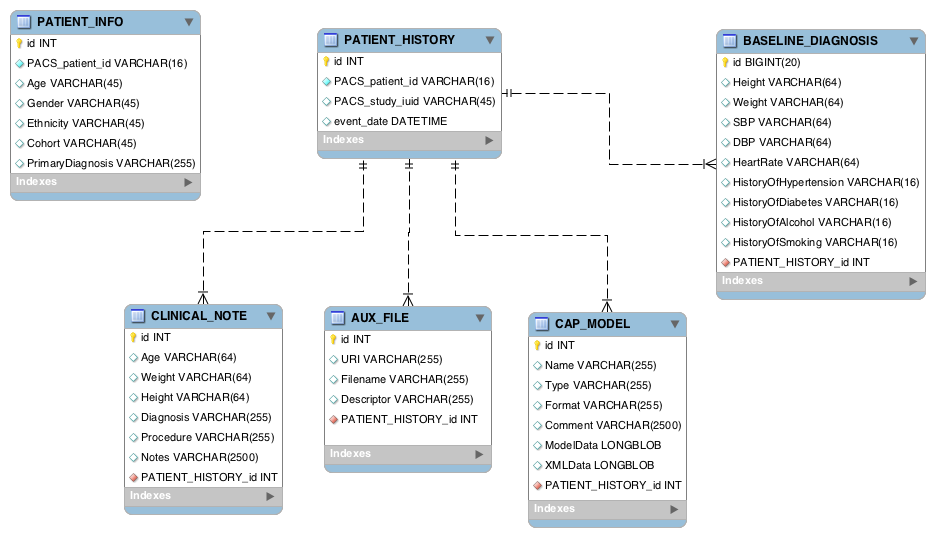 PATIENT_INFO
id INT
PACS_patient_id VARCHAR(16)
Age VARCHAR(45)
Gender VARCHAR(45)
Ethnicity VARCHAR(45)
Cohort VARCHAR(45)
PrimaryDiagnosis VARCHAR(255)
Indexes
PATIENT_HISTORY
id INT
PACS_patient_id VARCHAR(16)
PACS_study_iuid VARCHAR(45)
event_date DATETIME
Indexes
BASELINE_DIAGNOSIS
id BIGINT(20)
Height VARCHAR(64)
Weight VARCHAR(64)
SBP VARCHAR(64)
DBP VARCHAR(64)
HeartRate VARCHAR(64)
HistoryOfHypertension VARCHAR(16)
HistoryOfDiabetes VARCHAR(16)
HistoryOfAlcohol VARCHAR(16)
HistoryOfSmoking VARCHAR(16)
PATIENT_HISTORY_id INT
Indexes
CLINICAL_NOTE
id INT
Age VARCHAR(64)
Weight VARCHAR(64)
Height VARCHAR(64)
Diagnosis VARCHAR(255)
Procedure VARCHAR(255)
Notes VARCHAR(2500)
PATIENT_HISTORY_id INT
Indexes
AUX_FILE
id INT
URI VARCHAR(255)
Filename VARCHAR(255)
Descriptor VARCHAR(255)
PATIENT_HISTORY_id INT
Indexes
CAP_MODEL
id INT
Name VARCHAR(255)
Type VARCHAR(255)
Format VARCHAR(255)
Comment VARCHAR(2500)
ModelData LONGBLOB
XMLData LONGBLOB
PATIENT_HISTORY_id INT
Indexes